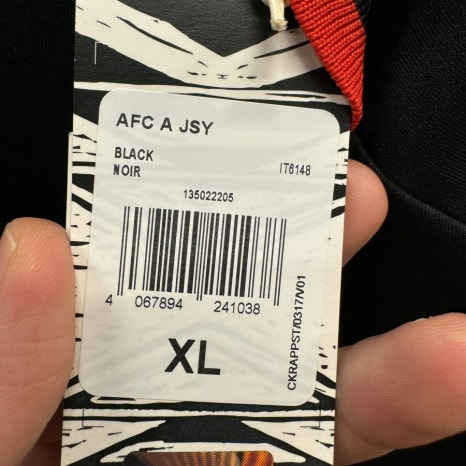 AFC A JSY
BLACK
NOIR IT6148
135022205
4 067894 241038
XL
CKRAPPST/0317/V01